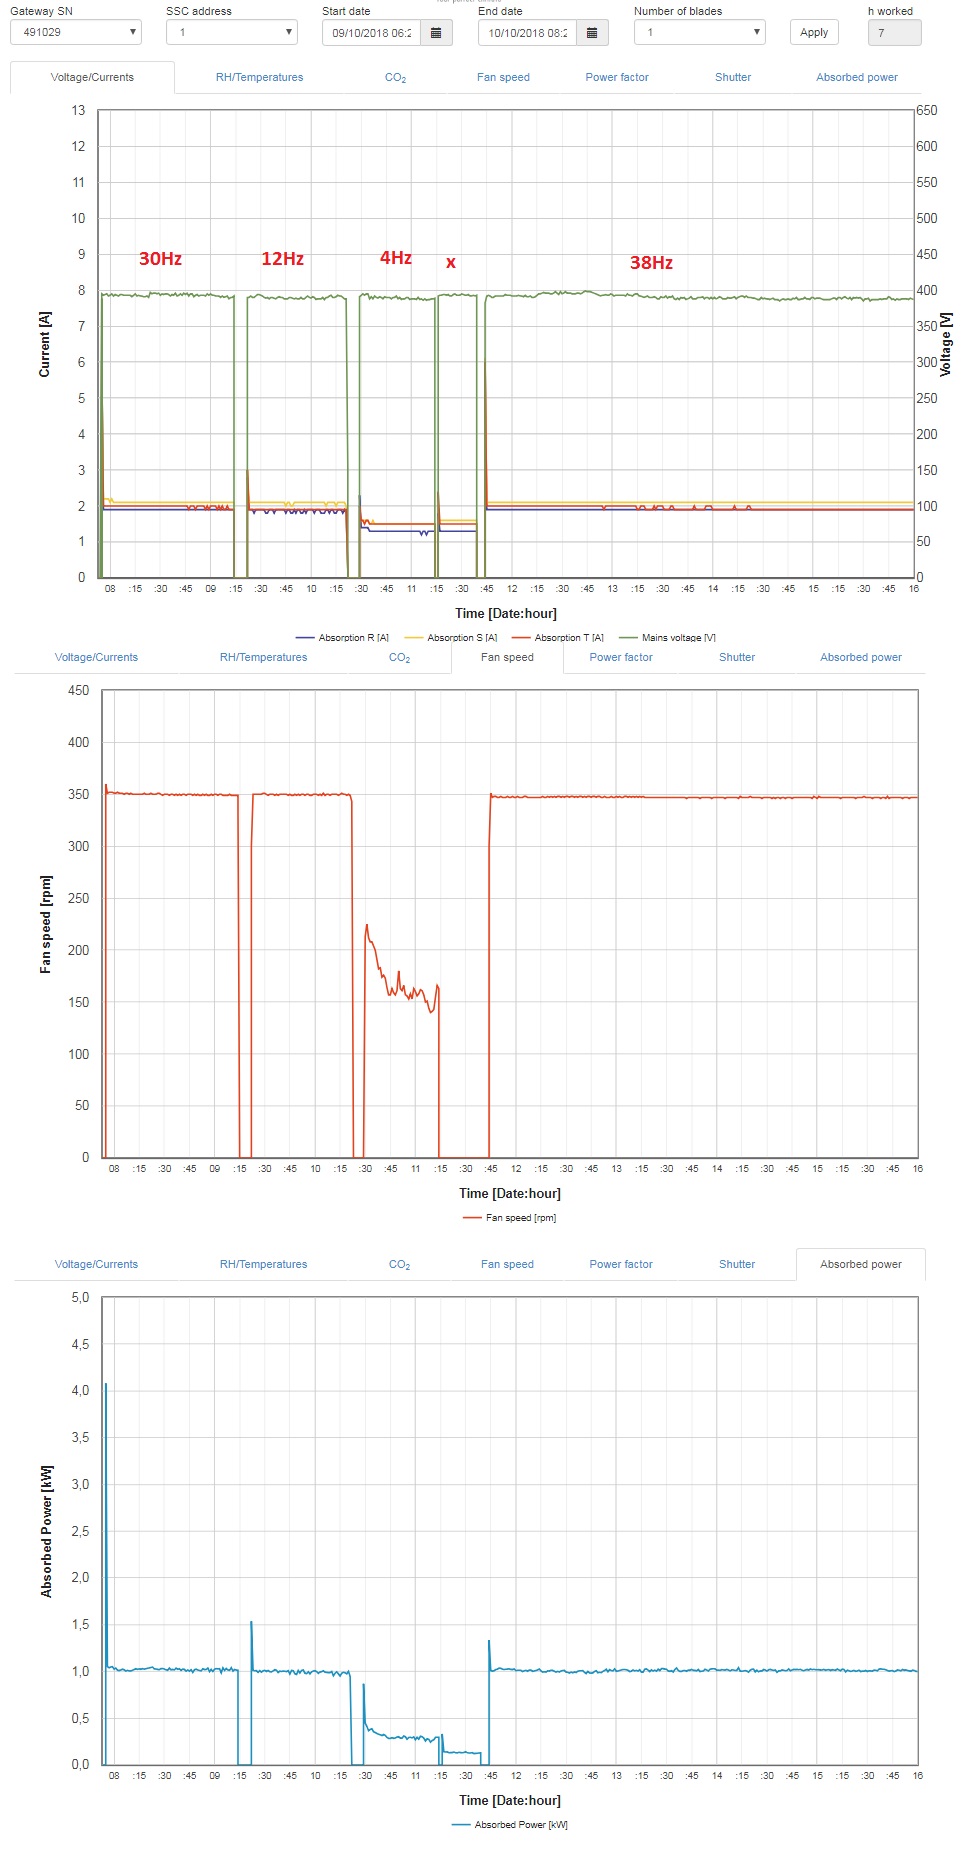 Gateway SN SSC address Start date End date Number of blades h worked
491029 1 09/10/2018 06:2 10/10/2018 08:2 1 Apply 7
Voltage/Currents RH/Temperatures CO2 Fan speed Power factor Shutter Absorbed power
13 650
12 600
11 550
10 500
9 450
30Hz 12Hz 4Hz x 38Hz
8 400
7 350
6 300
5 250
4 200
3 150
2 100
1 50
0 0
Current [A]
Voltage [V]
08 :15 :30 :45 09 :15 :30 :45 10 :15 :30 :45 11 :15 :30 :45 12 :15 :30 :45 13 :15 :30 :45 14 :15 :30 :45 15 :15 :30 :45 16
Time [Date:hour]
Absorption R [A] Absorption S [A] Absorption T [A] Mains voltage [V]
Voltage/Currents RH/Temperatures CO2 Fan speed Power factor Shutter Absorbed power
450
400
350
300
250
200
150
100
50
0
Fan speed [rpm]
08 :15 :30 :45 09 :15 :30 :45 10 :15 :30 :45 11 :15 :30 :45 12 :15 :30 :45 13 :15 :30 :45 14 :15 :30 :45 15 :15 :30 :45 16
Time [Date:hour]
Fan speed [rpm]
Voltage/Currents RH/Temperatures CO2 Fan speed Power factor Shutter Absorbed power
5,0
4,5
4,0
3,5
3,0
2,5
2,0
1,5
1,0
0,5
0,0
Absorbed Power [kW]
08 :15 :30 :45 09 :15 :30 :45 10 :15 :30 :45 11 :15 :30 :45 12 :15 :30 :45 13 :15 :30 :45 14 :15 :30 :45 15 :15 :30 :45 16
Time [Date:hour]
Absorbed Power [kW]